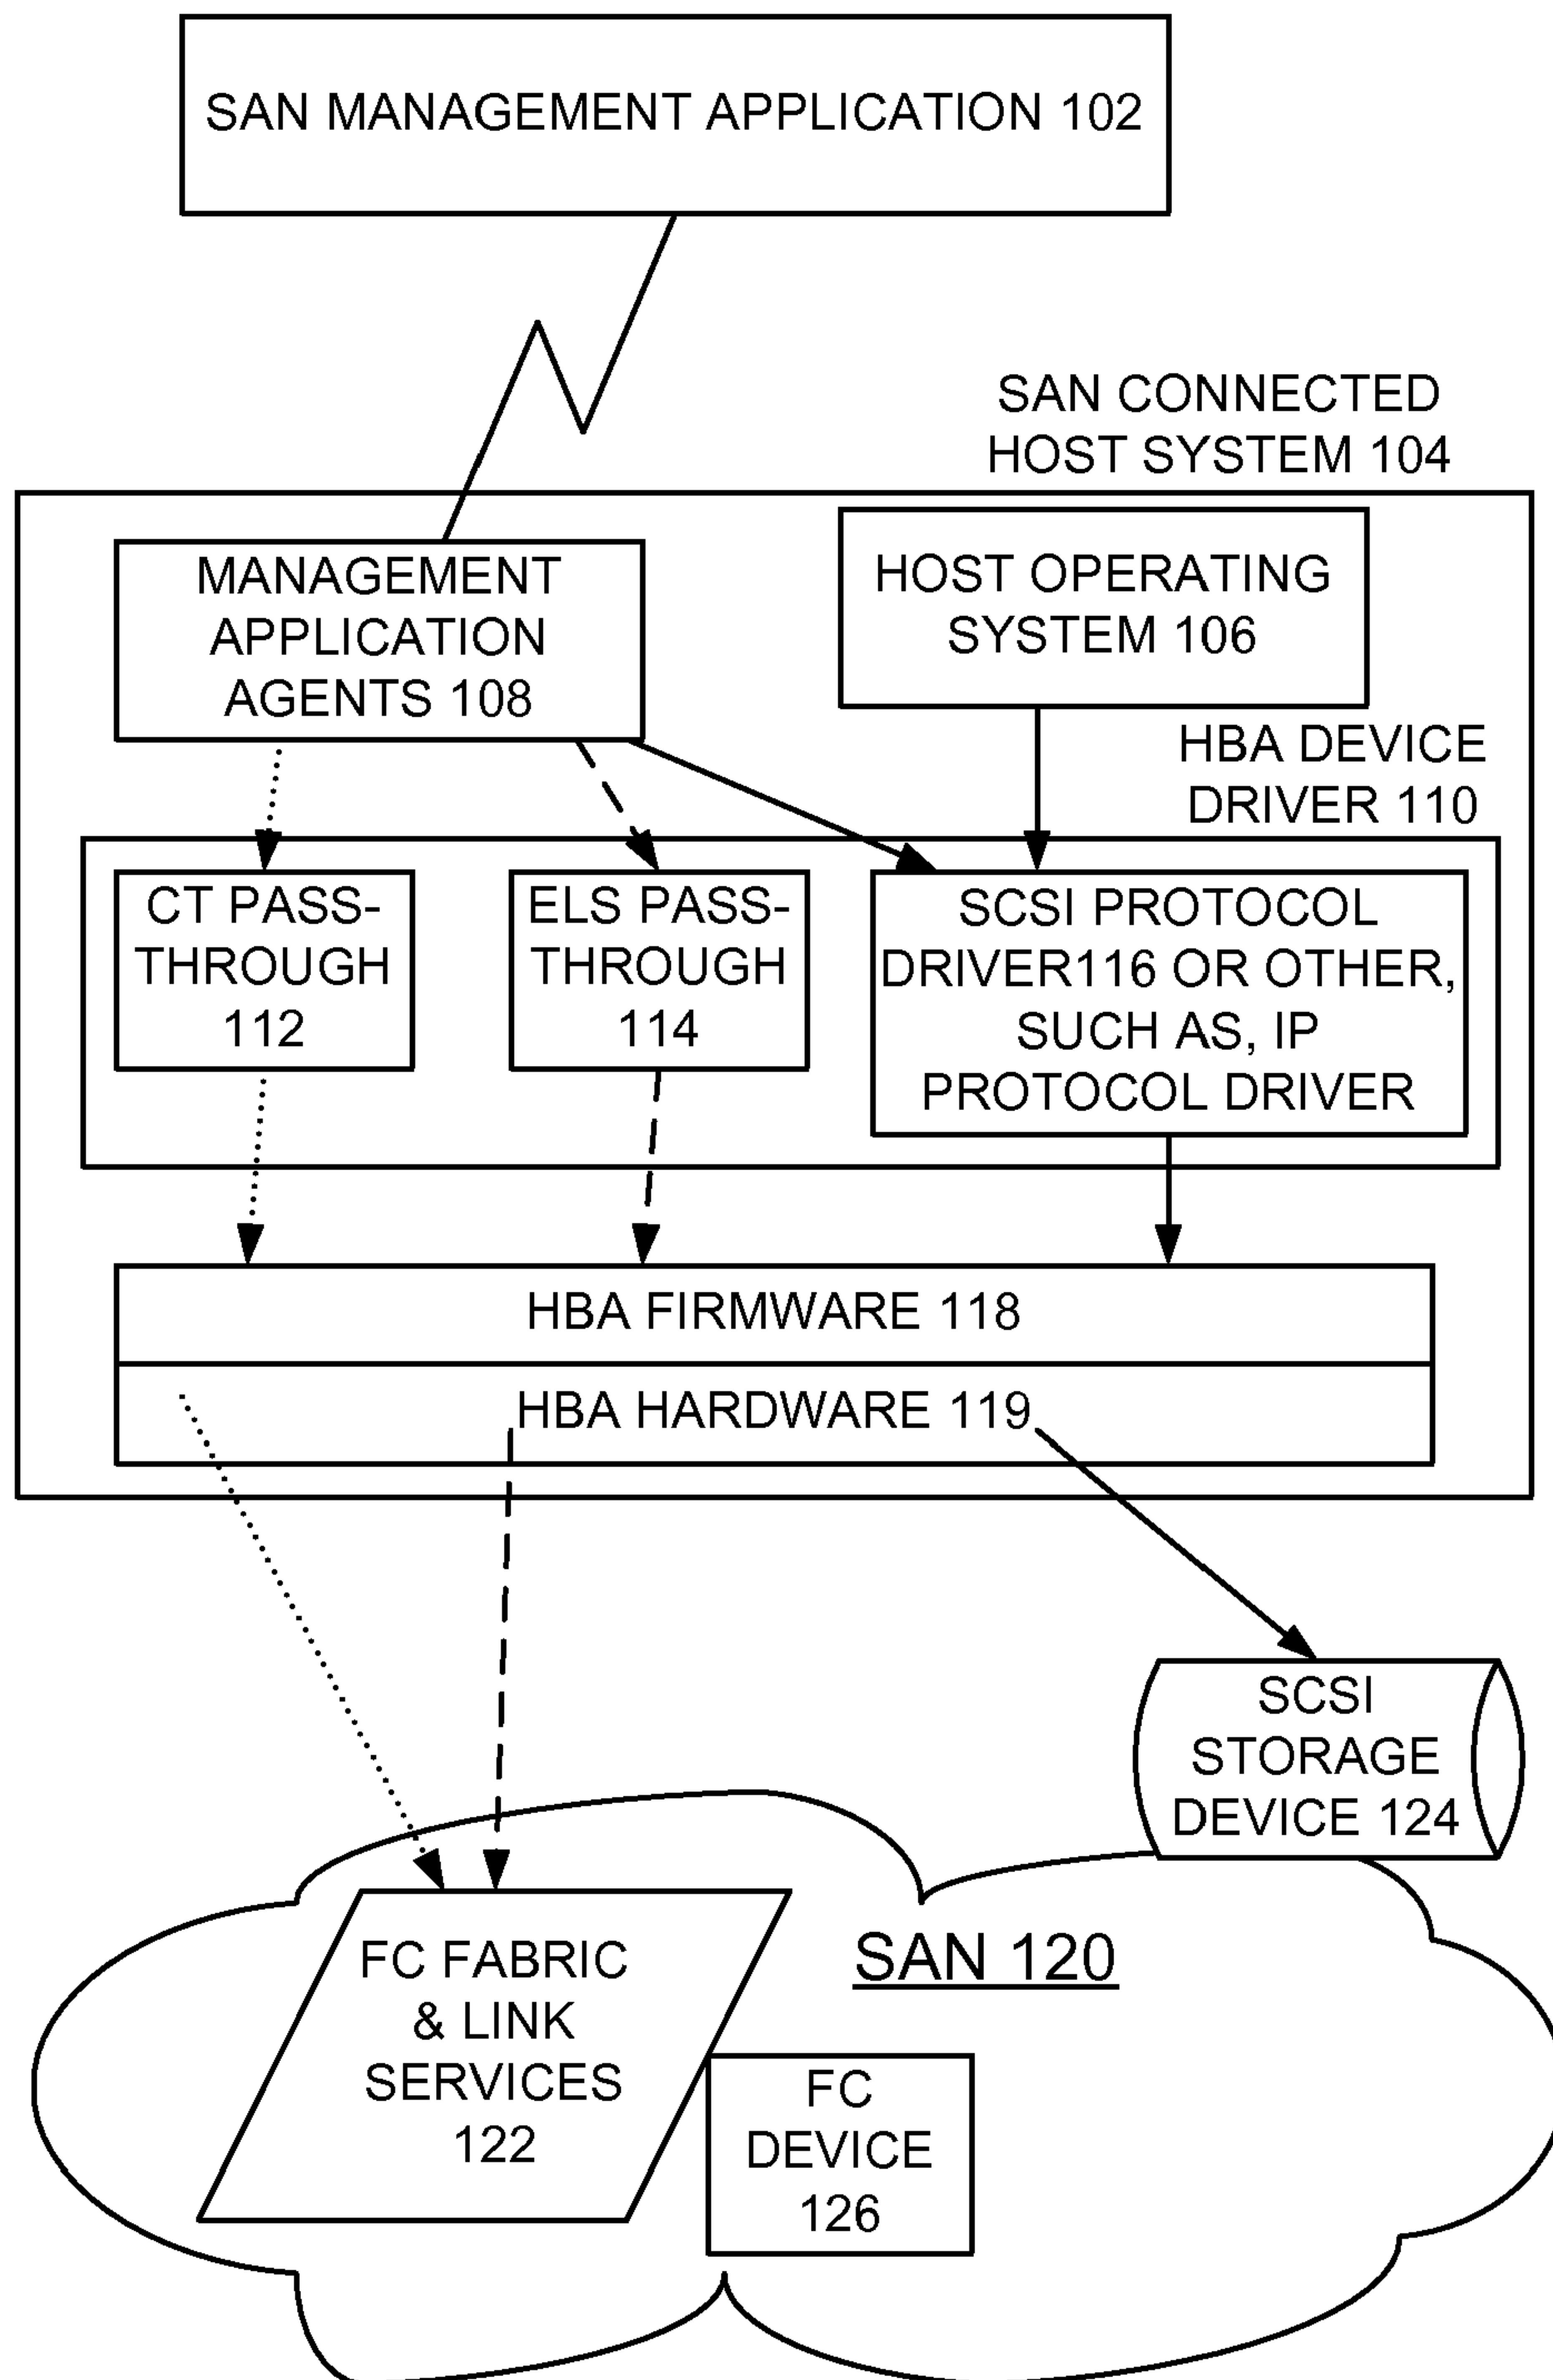 SAN MANAGEMENT APPLICATION 102
SAN CONNECTED
HOST SYSTEM 104
MANAGEMENT
APPLICATION
AGENTS 108
HOST OPERATING
SYSTEM 106
HBA DEVICE
DRIVER 110
CT PASS-
THROUGH
112
ELS PASS-
THROUGH
114
SCSI PROTOCOL
DRIVER116 OR OTHER,
SUCH AS, IP
PROTOCOL DRIVER
HBA FIRMWARE 118
HBA HARDWARE 119
SCSI
STORAGE
DEVICE 124
FC FABRIC
& LINK
SERVICES
122
SAN 120
FC
DEVICE
126